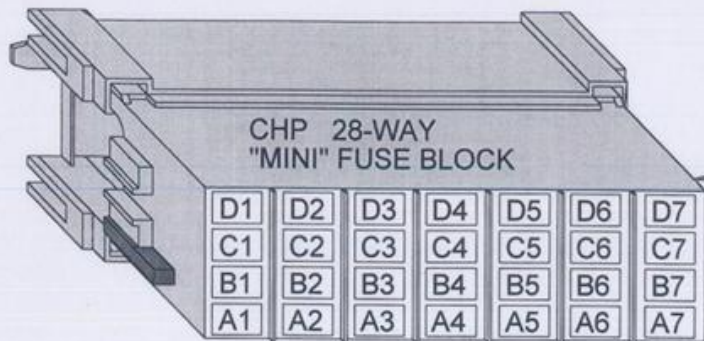 CHP 28-WAY
"MINI" FUSE BLOCK
D1 D2 D3 D4 D5 D6 D7
C1 C2 C3 C4 C5 C6 C7
B1 B2 B3 B4 B5 B6 B7
A1 A2 A3 A4 A5 A6 A7